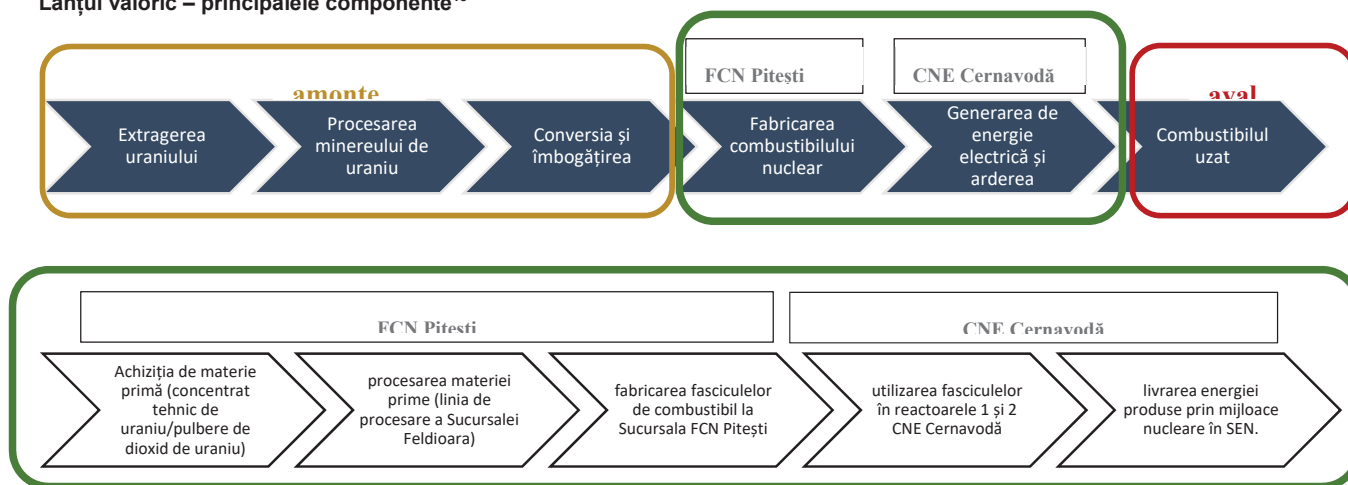 Lanțul valoric – principalele componente
FCN Pitești
CNE Cernavodă
amonte
aval
Extragerea
uraniului
Procesarea
minereului de
uraniu
Conversia și
îmbogățirea
Fabricarea
combustibilului
nuclear
Generarea de
energie
electrică și
arderea
Combustibilul
uzat
FCN Pitești
CNE Cernavodă
Achiziția de materie
primă (concentrat
tehnic de
uraniu/pulbere de
dioxid de uraniu)
procesarea materiei
prime (linia de
procesare a Sucursalei
Feldioara)
fabricarea fasciculelor
de combustibil la
Sucursala FCN Pitești
utilizarea fasciculelor
în reactoarele 1 și 2
CNE Cernavodă
livrarea energiei
produse prin mijloace
nucleare în SEN.